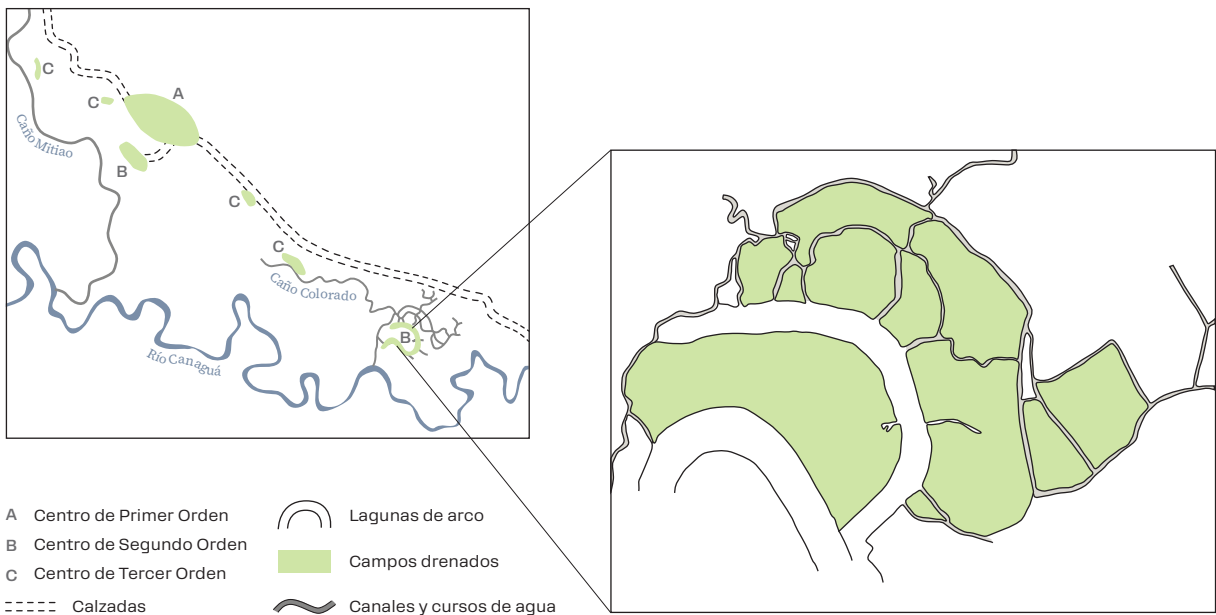 C
A
C
Caño Mitiao
B
C
C
Caño Colorado
B
Río Canaguá
A Centro de Primer Orden
B Centro de Segundo Orden
C Centro de Tercer Orden
Calzadas
Lagunas de arco
Campos drenados
Canales y cursos de agua